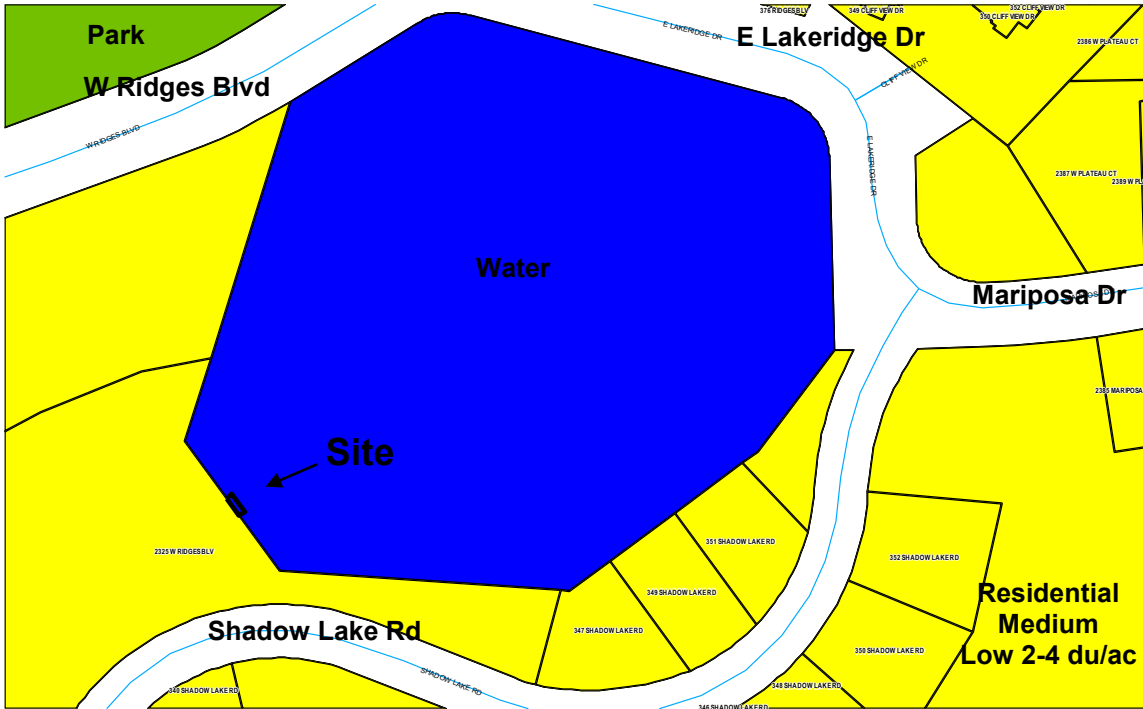 376 RIDGES BLV
349 CLIFF VIEW DR
352 CLIFF VIEW DR
350 CLIFF VIEW DR
Park
E LAKERIDGE DR
E Lakeridge Dr
2386 W PLATEAU CT
W Ridges Blvd
CLIFF VIEW DR
W RIDGES BLVD
E LAKERIDGE DR
2387 W PLATEAU CT
2389 W PL
Water
Mariposa Dr
2385 MARIPOSA
Site
351 SHADOW LAKE RD
2325 W RIDGES BLV
352 SHADOW LAKE RD
349 SHADOW LAKE RD
Residential
Medium
Low 2-4 du/ac
347 SHADOW LAKE RD
Shadow Lake Rd
350 SHADOW LAKE RD
SHADOW LAKE RD
340 SHADOW LAKE RD
348 SHADOW LAKE RD
346 SHADOW LAKE RD